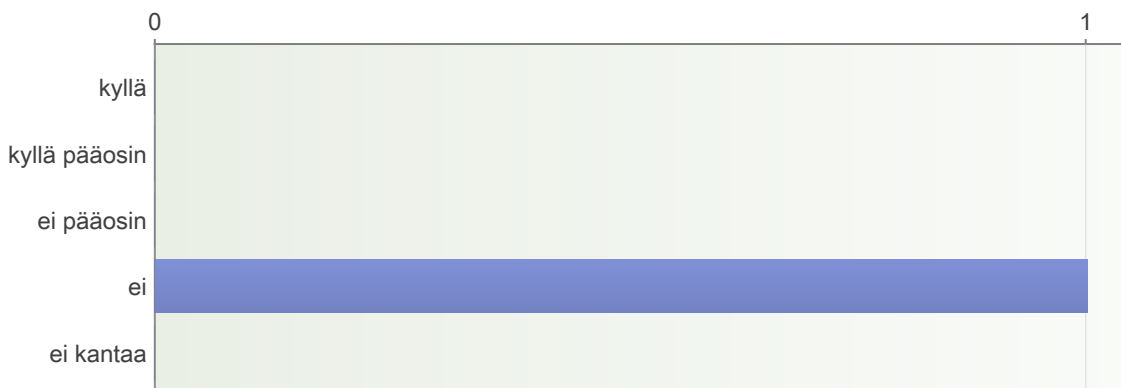 0 1
kyllä
kyllä pääosin
ei pääosin
ei
ei kantaa